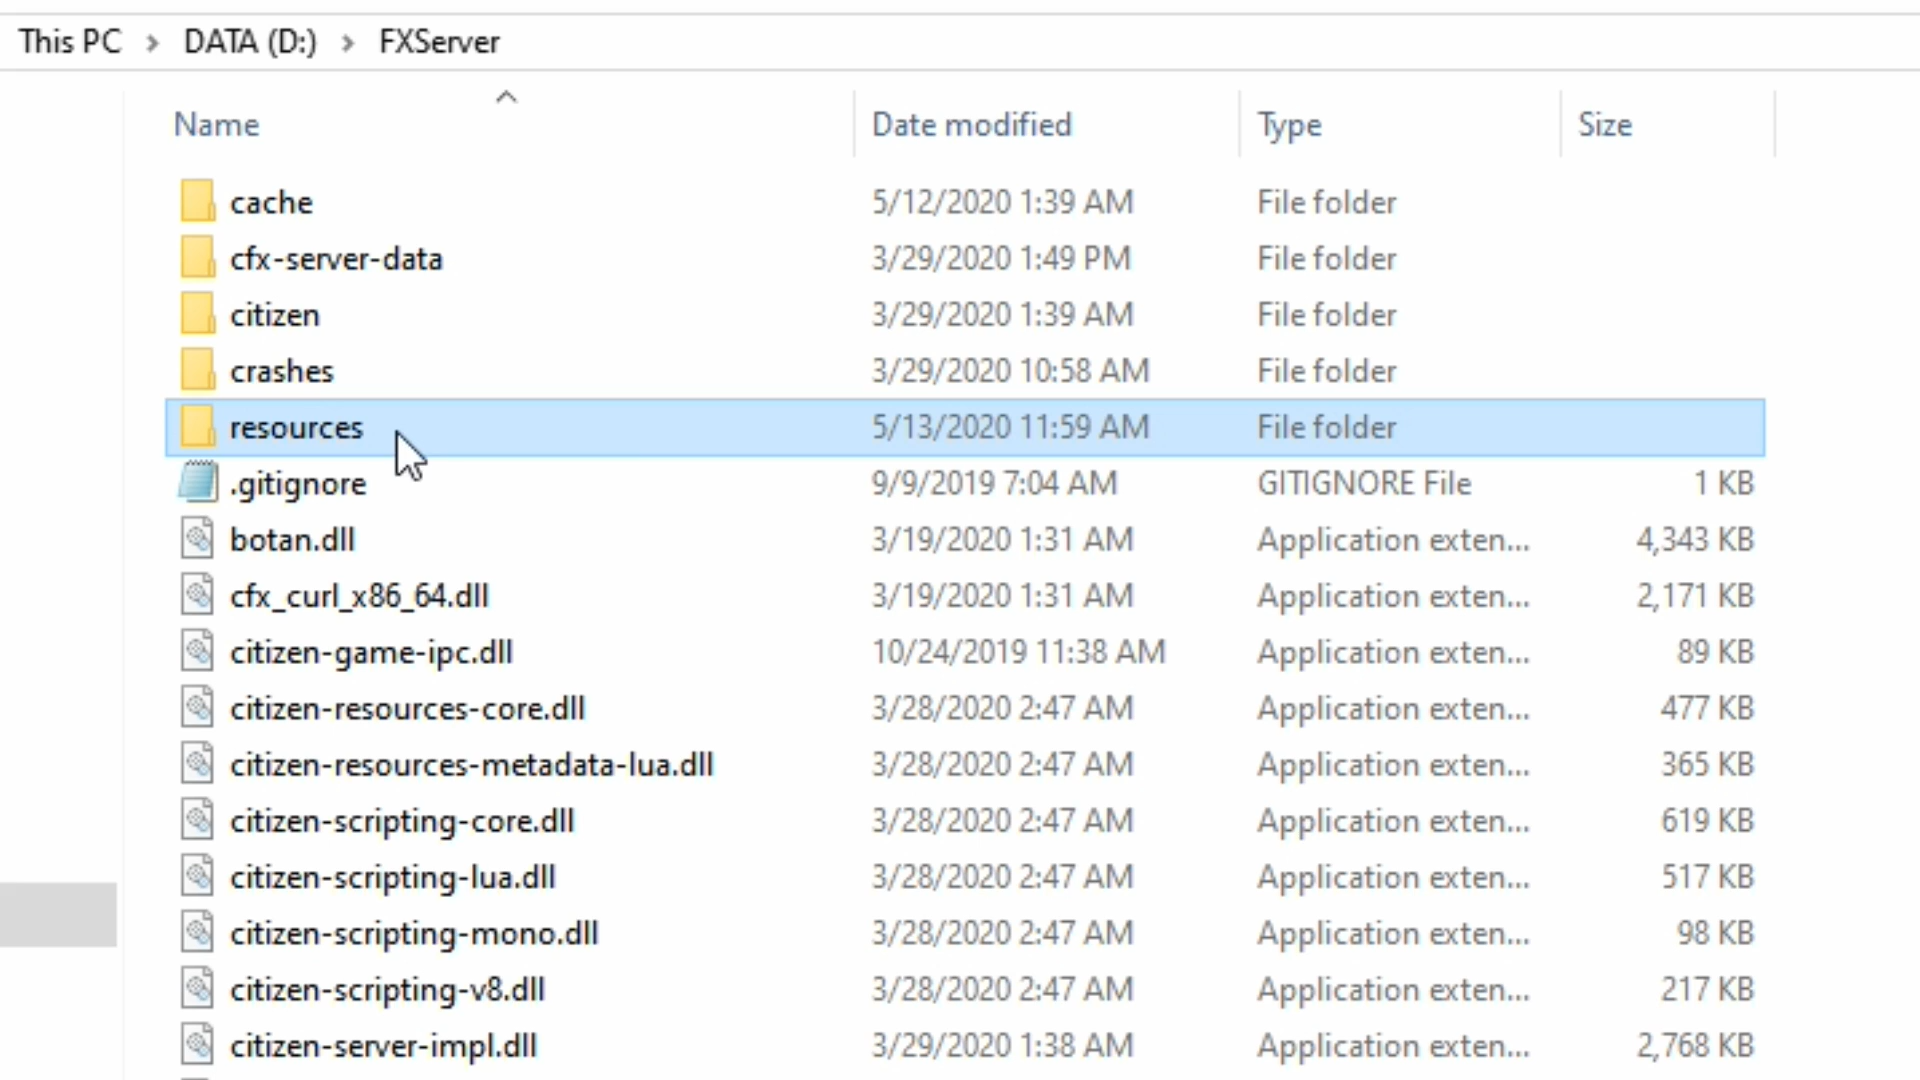 This PC > DATA (D:) > FXServer
Name Date modified Type Size
cache 5/12/2020 1:39 AM File folder
cfx-server-data 3/29/2020 1:49 PM File folder
citizen 3/29/2020 1:39 AM File folder
crashes 3/29/2020 10:58 AM File folder
resources 5/13/2020 11:59 AM File folder
.gitignore 9/9/2019 7:04 AM GITIGNORE File 1 KB
botan.dll 3/19/2020 1:31 AM Application exten... 4,343 KB
cfx_curl_x86_64.dll 3/19/2020 1:31 AM Application exten... 2,171 KB
citizen-game-ipc.dll 10/24/2019 11:38 AM Application exten... 89 KB
citizen-resources-core.dll 3/28/2020 2:47 AM Application exten... 477 KB
citizen-resources-metadata-lua.dll 3/28/2020 2:47 AM Application exten... 365 KB
citizen-scripting-core.dll 3/28/2020 2:47 AM Application exten... 619 KB
citizen-scripting-lua.dll 3/28/2020 2:47 AM Application exten... 517 KB
citizen-scripting-mono.dll 3/28/2020 2:47 AM Application exten... 98 KB
citizen-scripting-v8.dll 3/28/2020 2:47 AM Application exten... 217 KB
citizen-server-impl.dll 3/29/2020 1:38 AM Application exten... 2,768 KB